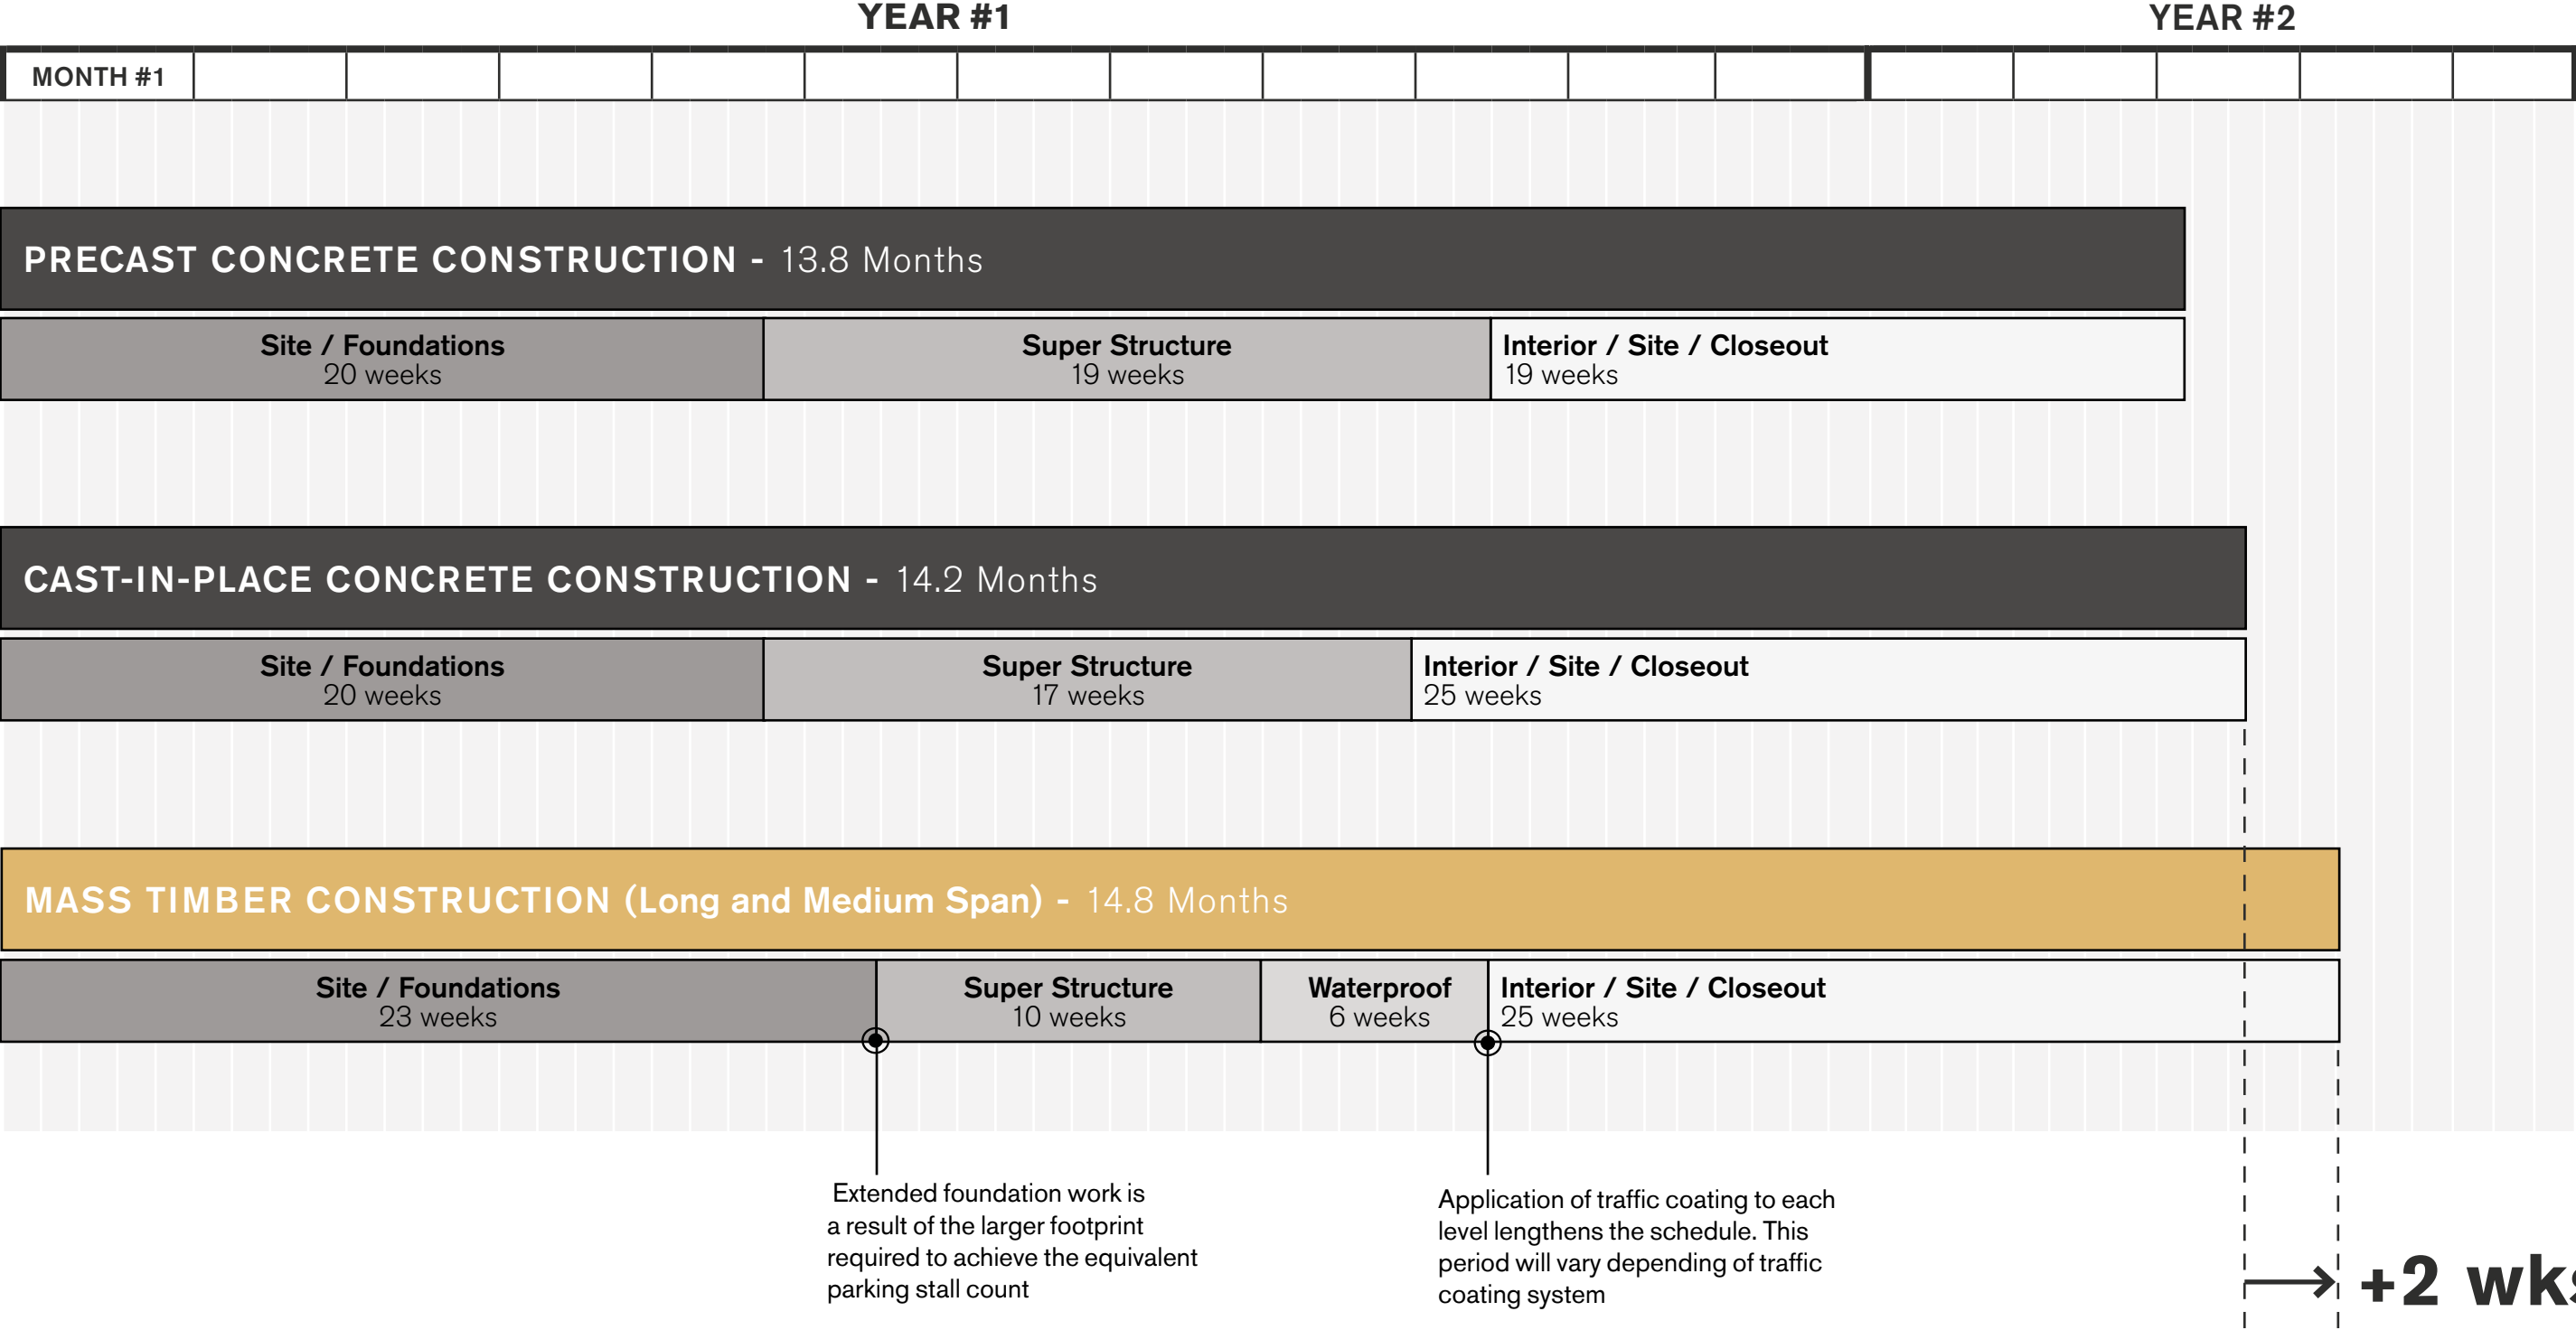 YEAR #1
YEAR #2
MONTH #1
PRECAST CONCRETE CONSTRUCTION - 13.8 Months
Site / Foundations
20 weeks
Super Structure
19 weeks
Interior / Site / Closeout
19 weeks
CAST-IN-PLACE CONCRETE CONSTRUCTION - 14.2 Months
Site / Foundations
20 weeks
Super Structure
17 weeks
Interior / Site / Closeout
25 weeks
MASS TIMBER CONSTRUCTION (Long and Medium Span) - 14.8 Months
Site / Foundations
23 weeks
Super Structure
10 weeks
Waterproof
6 weeks
Interior / Site / Closeout
25 weeks
Extended foundation work is
a result of the larger footprint
required to achieve the equivalent
parking stall count
Application of traffic coating to each
level lengthens the schedule. This
period will vary depending of traffic
coating system
+2 wks